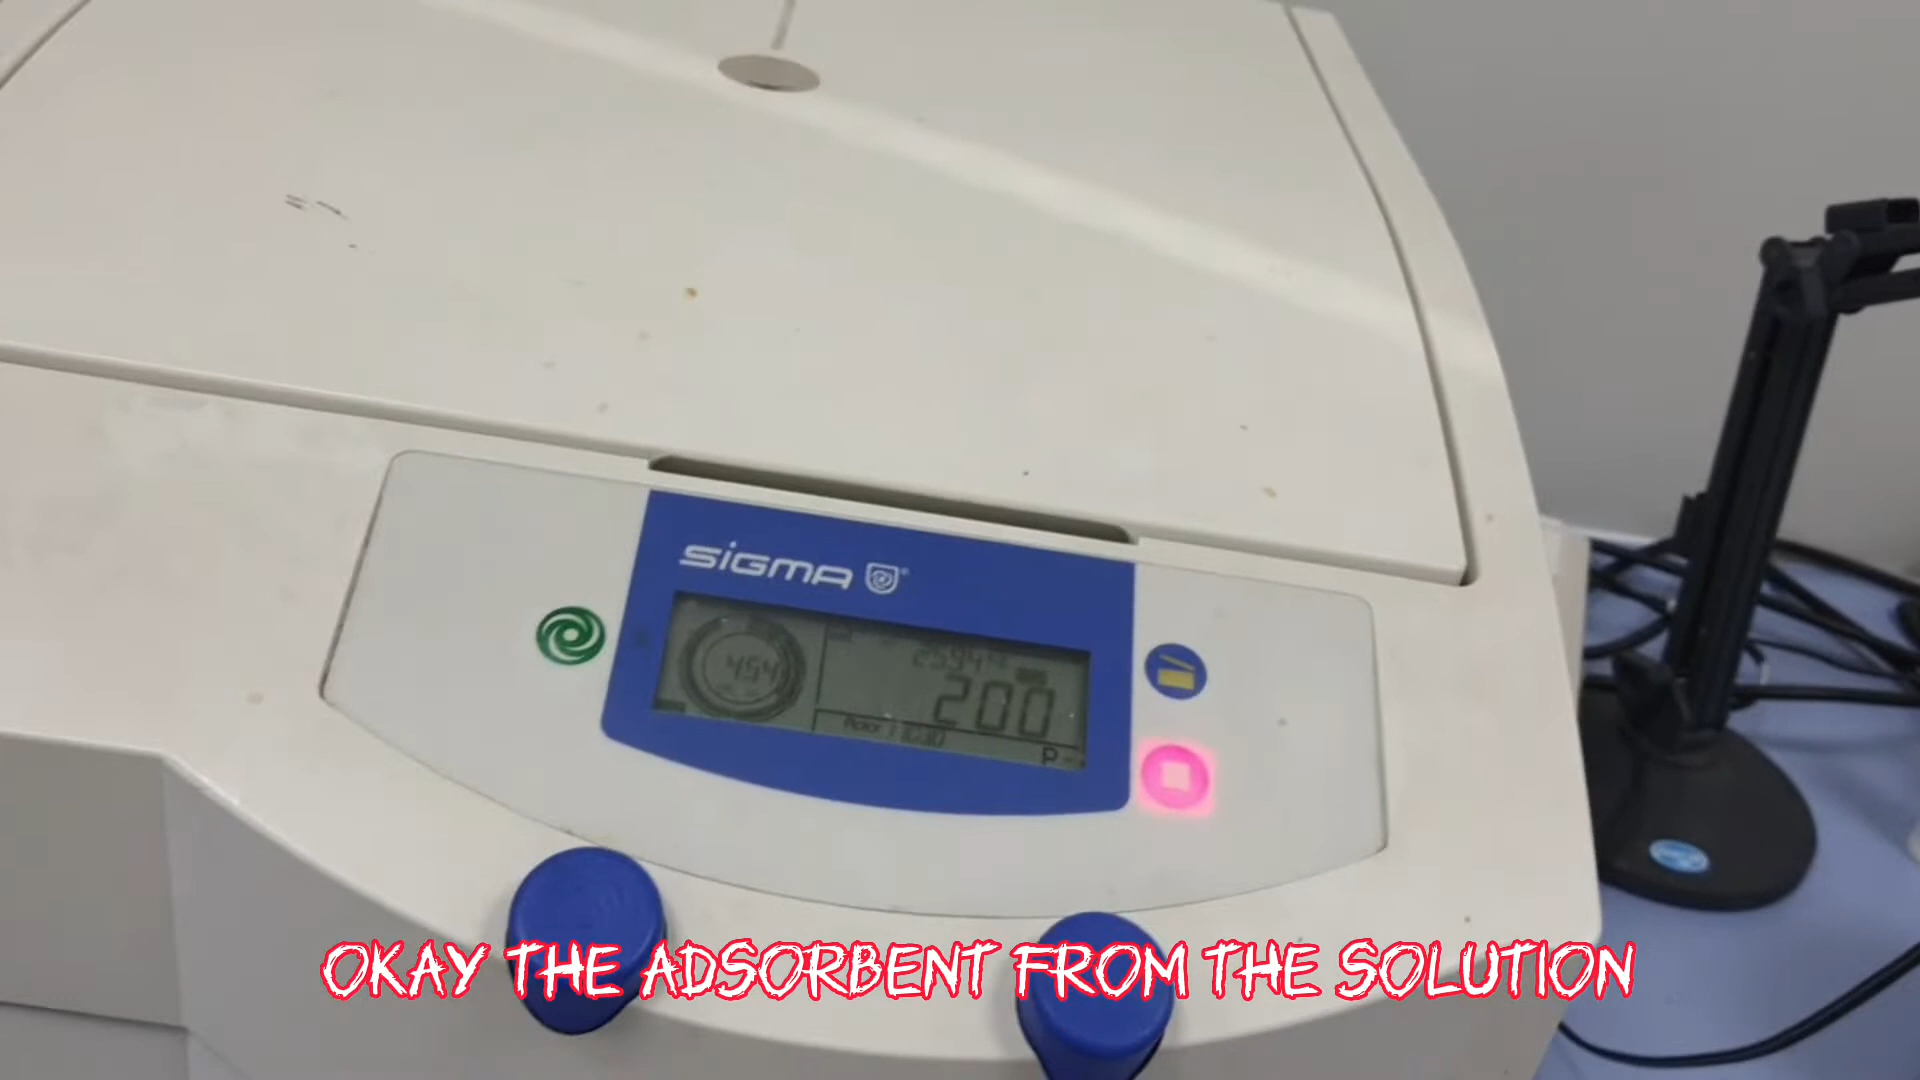 SIGMA
200
P
OKAY THE ADSORBENT FROM THE SOLUTION